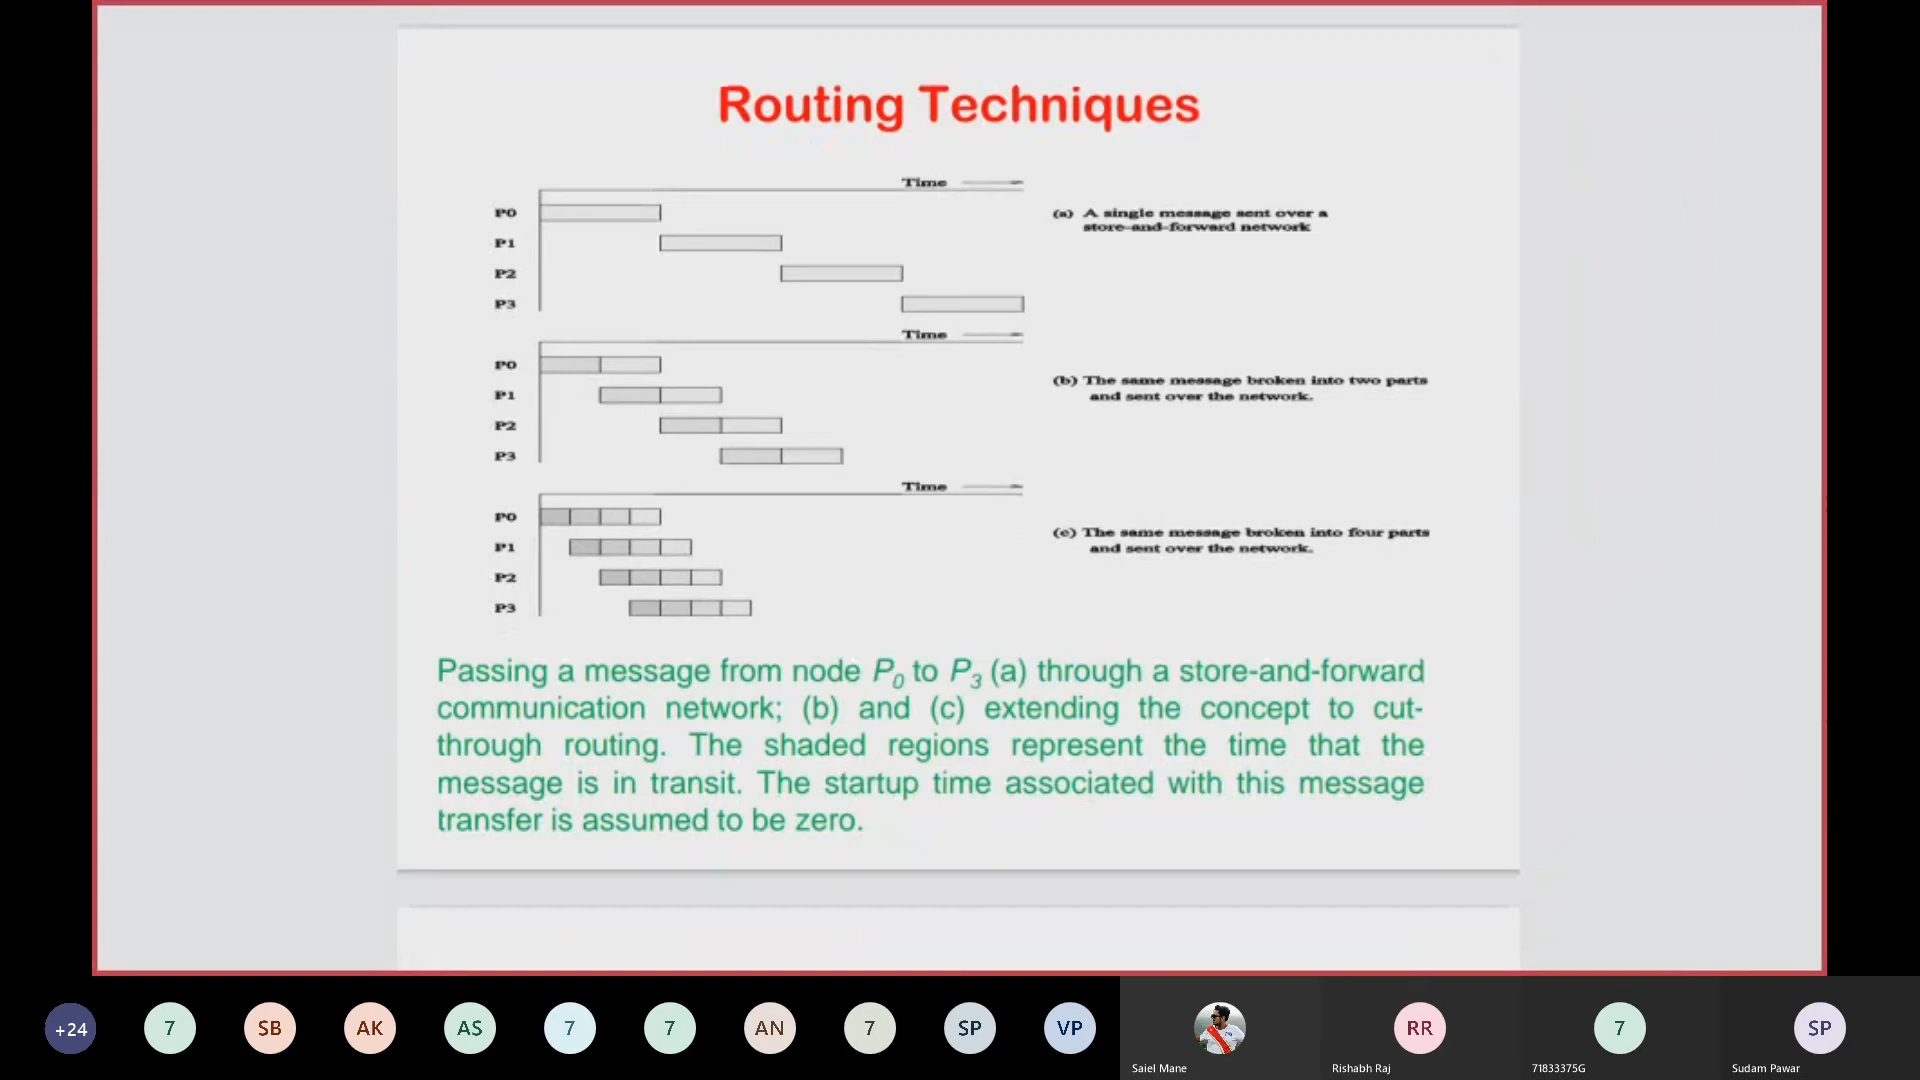 Routing Techniques
Time
P0
P1
P2
P3
(a) A single message sent over a
store-and-forward network
Time
P0
P1
P2
P3
(b) The same message broken into two parts
and sent over the network.
Time
P0
P1
P2
P3
(c) The same message broken into four parts
and sent over the network.
Passing a message from node P0 to P3 (a) through a store-and-forward
communication network; (b) and (c) extending the concept to cut-
through routing. The shaded regions represent the time that the
message is in transit. The startup time associated with this message
transfer is assumed to be zero.
+24
7
SB
AK
AS
7
7
AN
7
SP
VP
RR
7
SP
Saiel Mane
Rishabh Raj
71833375G
Sudam Pawar